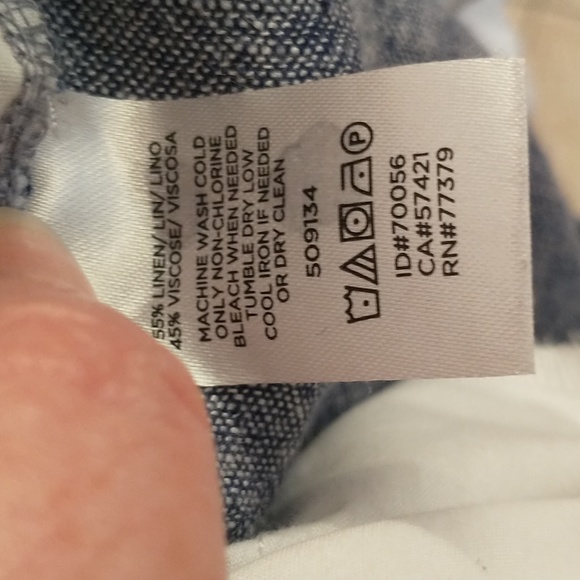 55% LINEN/ LIN/ LINO
45% VISCOSE/ VISCOSA
MACHINE WASH COLD
ONLY NON-CHLORINE
BLEACH WHEN NEEDED
TUMBLE DRY LOW
COOL IRON IF NEEDED
OR DRY CLEAN
509134
P
ID#70056
CA#57421
RN#77379